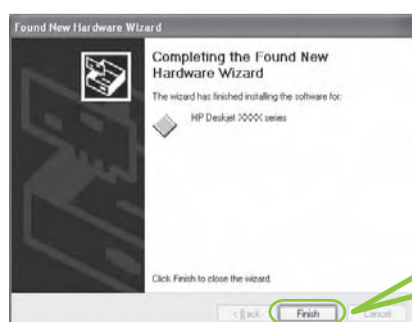 Found New Hardware Wizard
Completing the Found New
Hardware Wizard
The wizard has finished installing the software for:
HP Deskjet XXXX series
Click Finish to close the wizard.
< Back
Finish
Cancel